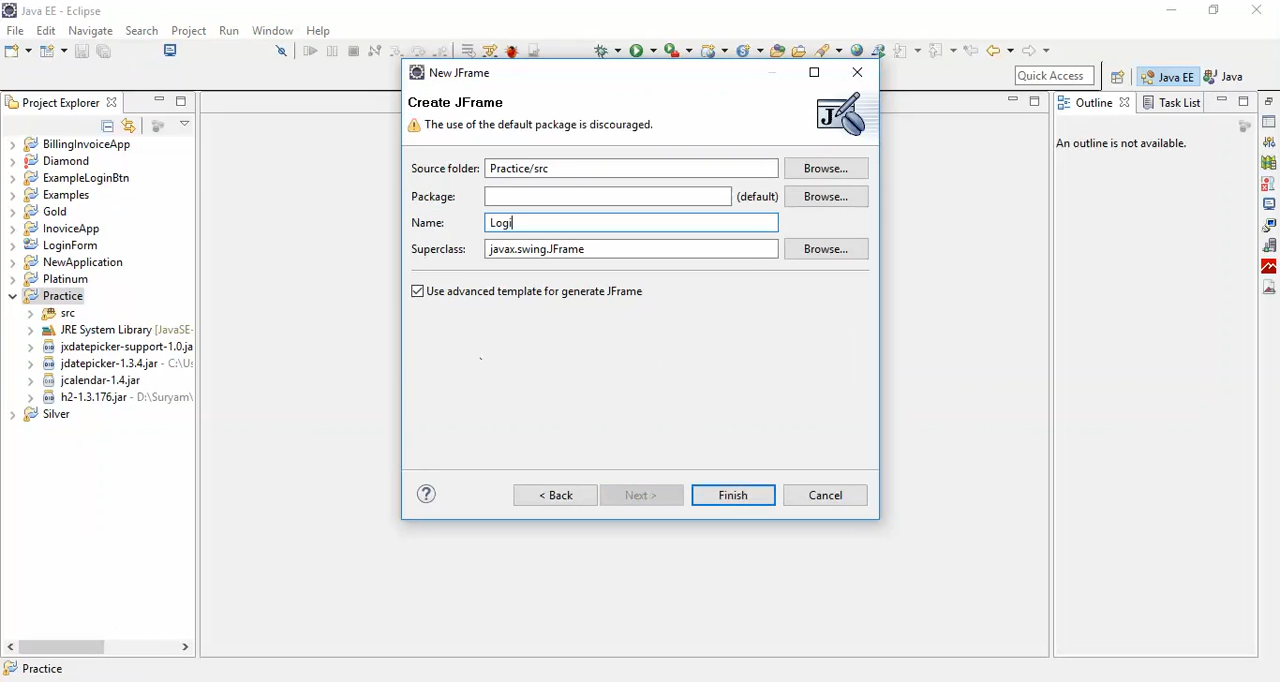 Java EE - Eclipse
File Edit Navigate Search Project Run Window Help
Quick Access Java EE Java
Project Explorer
BillingInvoiceApp
Diamond
ExampleLoginBtn
Examples
Gold
InoviceApp
LoginForm
NewApplication
Platinum
Practice
src
JRE System Library [JavaSE-
jxdatepicker-support-1.0.ja
jdatepicker-1.3.4.jar - C:\Us
jcalendar-1.4.jar
h2-1.3.176.jar - D:\Suryam\
Silver
New JFrame
Create JFrame
The use of the default package is discouraged.
Source folder: Practice/src Browse...
Package: (default) Browse...
Name: Logi
Superclass: javax.swing.JFrame Browse...
Use advanced template for generate JFrame
? < Back Next > Finish Cancel
Outline Task List
An outline is not available.
Practice